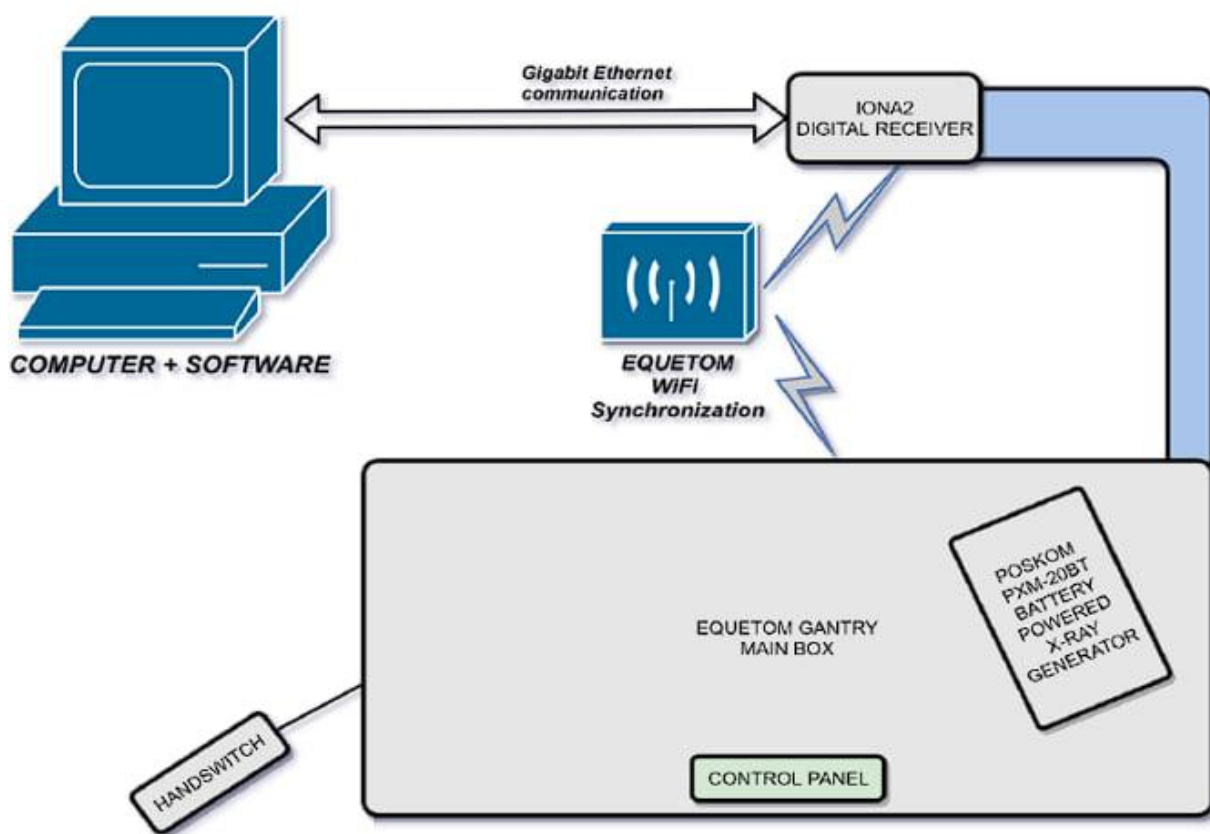 Gigabit Ethernet
communication
IONA2
DIGITAL RECEIVER
COMPUTER + SOFTWARE
EQUETOM
WiFi
Synchronization
POSKOM
PXM-20BT
BATTERY
POWERED
X-RAY
GENERATOR
EQUETOM GANTRY
MAIN BOX
HANDSWITCH
CONTROL PANEL